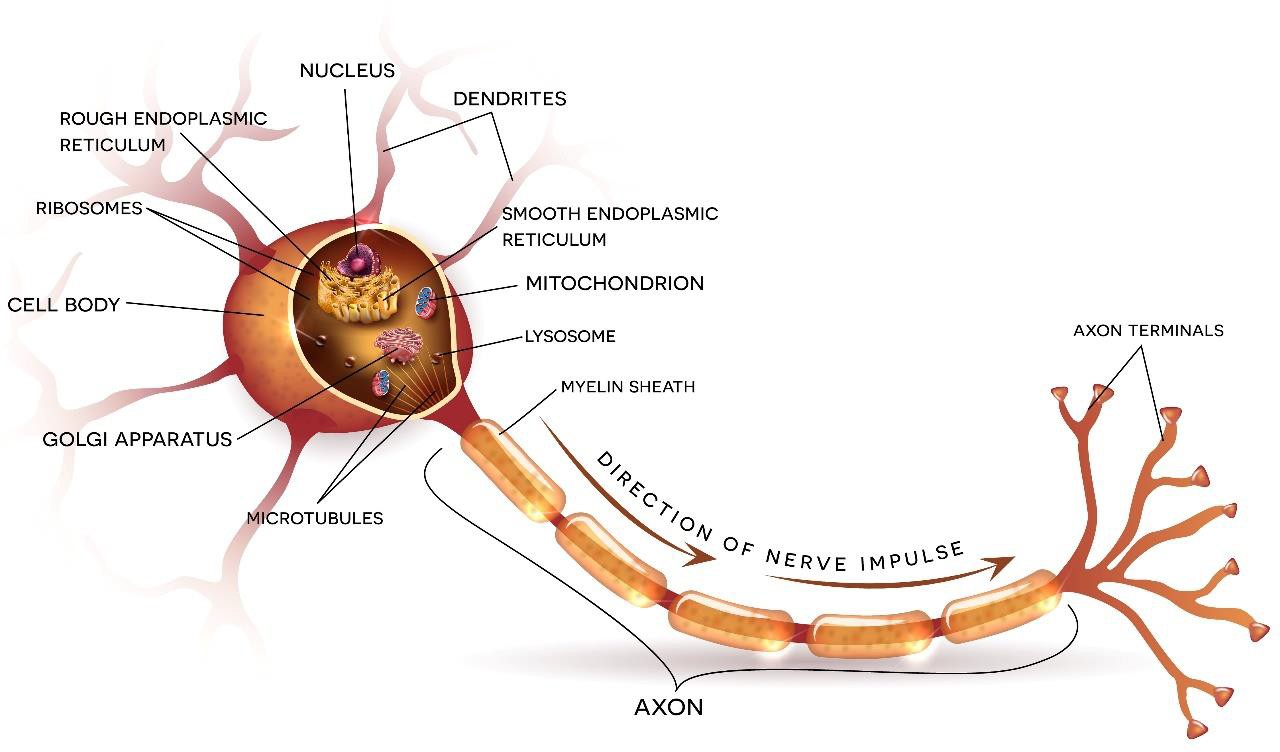 NUCLEUS
DENDRITES
ROUGH ENDOPLASMIC
RETICULUM
RIBOSOMES
SMOOTH ENDOPLASMIC
RETICULUM
MITOCHONDRION
CELL BODY
LYSOSOME
AXON TERMINALS
MYELIN SHEATH
GOLGI APPARATUS
DIRECTION OF NERVE IMPULSE
MICROTUBULES
AXON